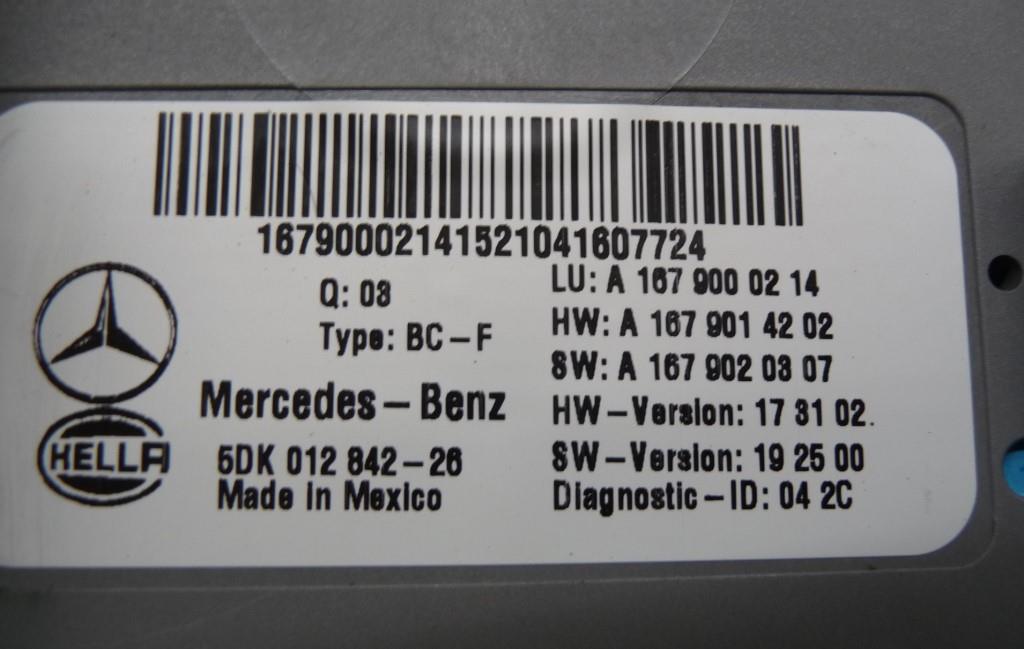 16790002141521041607724
Q: 03
Type: BC-F
Mercedes-Benz
HELLA
5DK 012 842-26
Made in Mexico
LU: A 167 900 02 14
HW: A 167 901 42 02
SW: A 167 902 03 07
HW-Version: 17 31 02.
SW-Version: 19 25 00
Diagnostic-ID: 04 2C